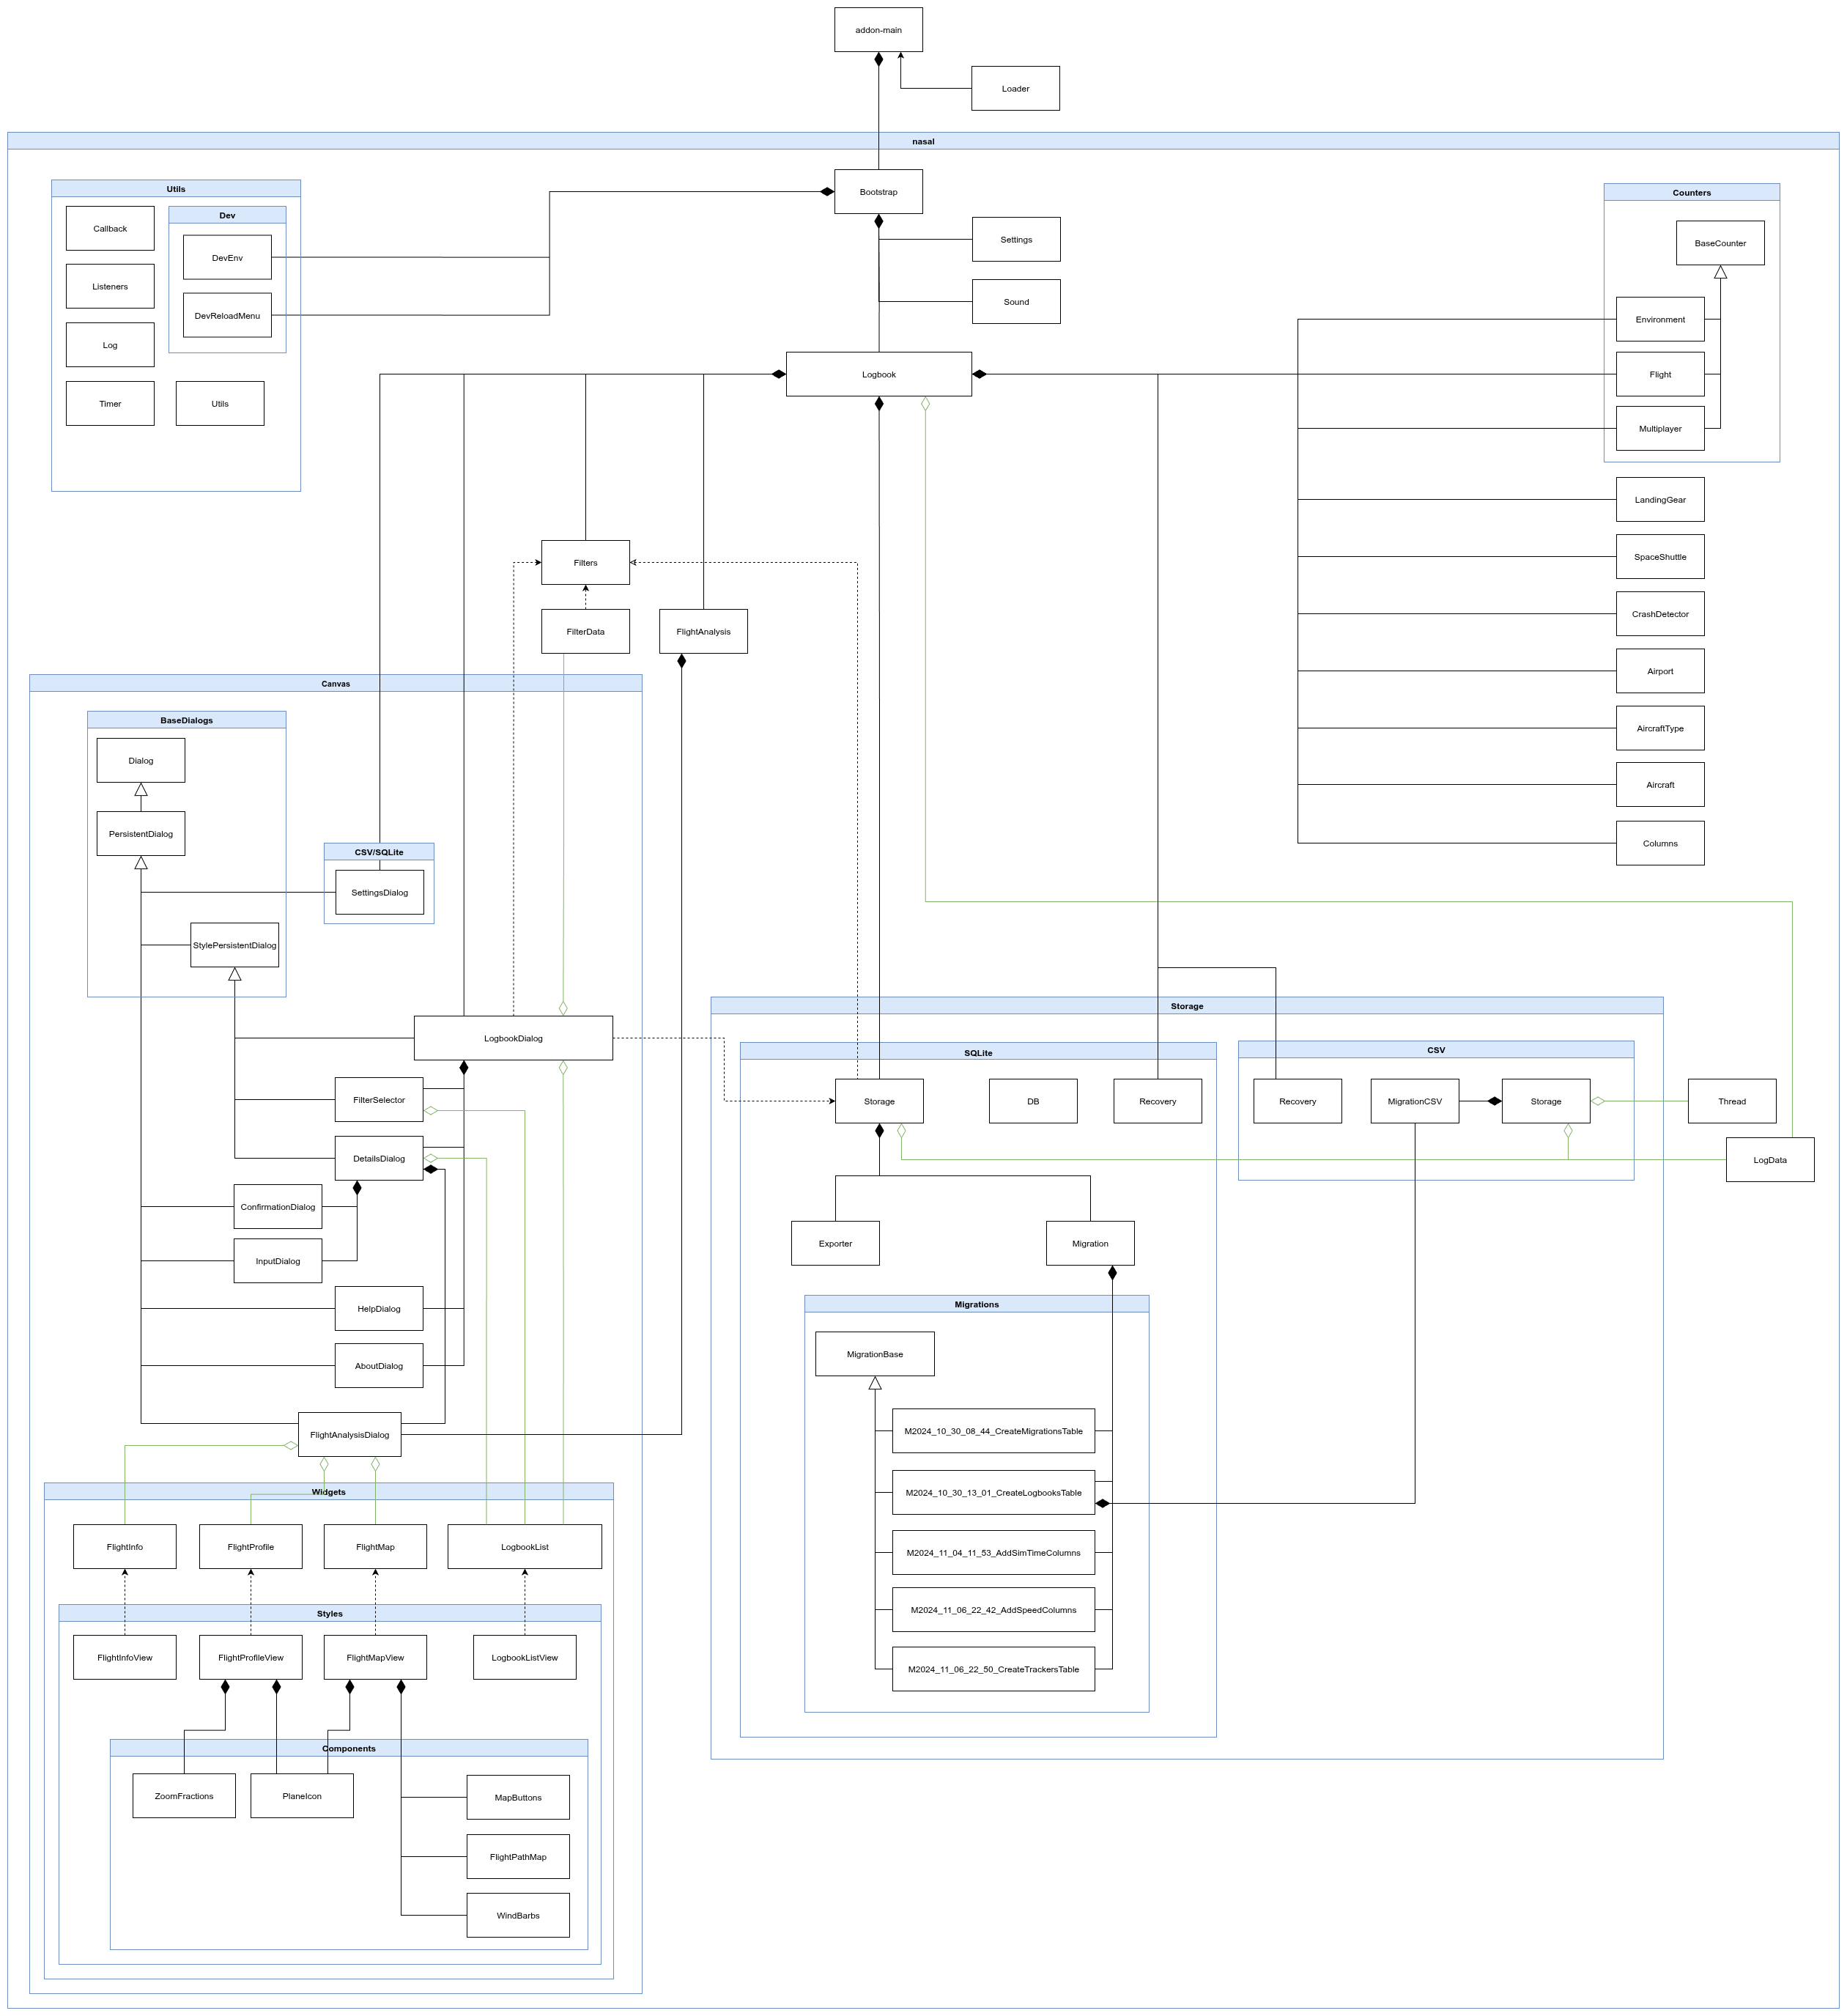 addon-main
Loader
nasal
Utils
Callback
Dev
DevEnv
Listeners
DevReloadMenu
Log
Timer
Utils
Bootstrap
Settings
Sound
Logbook
Counters
BaseCounter
Environment
Flight
Multiplayer
LandingGear
SpaceShuttle
CrashDetector
Airport
AircraftType
Aircraft
Columns
Filters
FilterData
FlightAnalysis
Canvas
BaseDialogs
Dialog
PersistentDialog
CSV/SQLite
SettingsDialog
StylePersistentDialog
LogbookDialog
FilterSelector
DetailsDialog
ConfirmationDialog
InputDialog
HelpDialog
AboutDialog
FlightAnalysisDialog
Widgets
FlightInfo
FlightProfile
FlightMap
LogbookList
Styles
FlightInfoView
FlightProfileView
FlightMapView
LogbookListView
Components
ZoomFractions
PlaneIcon
MapButtons
FlightPathMap
WindBarbs
Storage
SQLite
Storage
DB
Recovery
CSV
Recovery
MigrationCSV
Storage
Thread
LogData
Exporter
Migration
Migrations
MigrationBase
M2024_10_30_08_44_CreateMigrationsTable
M2024_10_30_13_01_CreateLogbooksTable
M2024_11_04_11_53_AddSimTimeColumns
M2024_11_06_22_42_AddSpeedColumns
M2024_11_06_22_50_CreateTrackersTable